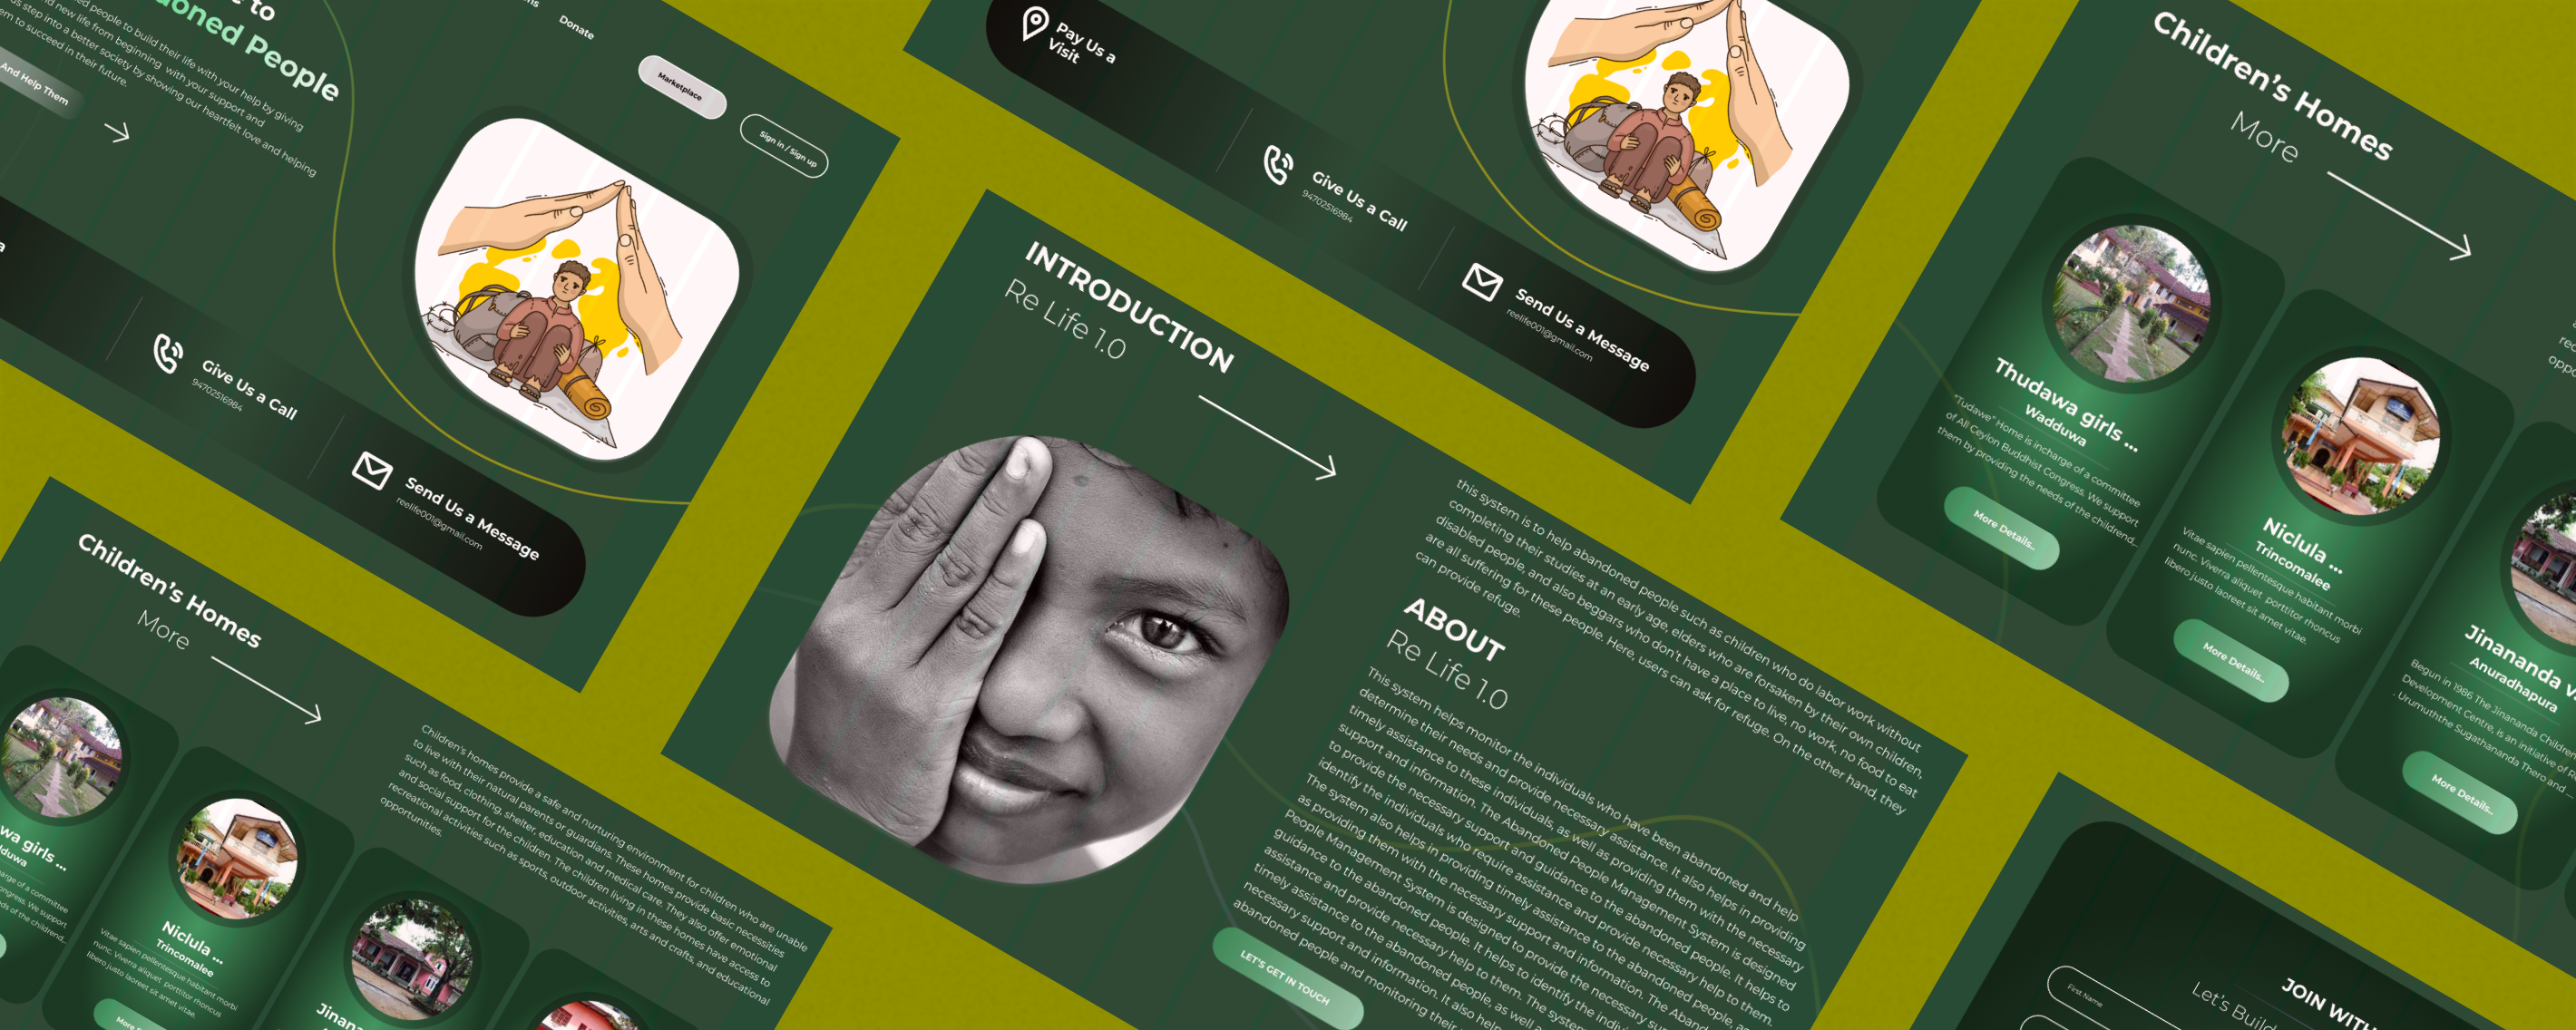 e to
doned People
ed people to build their life with your help by giving
nd new life from beginning with your support and
us step into a better society by showing our heartfelt love and helping
em to succeed in their future.
And Help Them
Donate
Marketplace
Sign in / Sign up
Give Us a Call
94702516984
Send Us a Message
reelife001@gmail.com
Pay Us a
Visit
Give Us a Call
94702516984
Send Us a Message
reelife001@gmail.com
Children's Homes
More
Thudawa girls ...
Wadduwa
"Tudawe" Home is incharge of a committee
of All Ceylon Buddhist Congress. We support
them by providing the needs of the childrend,..
More Details..
Niclula ...
Trincomalee
Vitae sapien pellentesque habitant morbi
nunc. Viverra aliquet porttitor rhoncus
libero justo laoreet sit amet vitae.
More Details..
Jinananda w
Anuradhapura
Begun in 1986 The Jinananda Children
Development Centre, is an initiative of
. Urumuththe Sugathananda Thero and
More Details..
INTRODUCTION
Re Life 1.0
this system is to help abandoned people such as children who do labor work without
completing their studies at an early age, elders who are forsaken by their own children,
disabled people, and also beggars who don't have a place to live, no work, no food to eat
are all suffering for these people. Here, users can ask for refuge. On the other hand, they
can provide refuge.
ABOUT
Re Life 1.0
This system helps monitor the individuals who have been abandoned and help
determine their needs and provide necessary assistance. It also helps in providing
timely assistance to these individuals, as well as providing them with the necessary
support and information. The Abandoned People Management System is designed
to provide the necessary support and guidance to the abandoned people. It helps to
identify the individuals who require assistance and provide necessary help to them.
The system also helps in providing timely assistance to the abandoned people, as
as providing them with the necessary support and information. The Aban
People Management System is designed to provide the necessary su
guidance to the abandoned people. It helps to identify the indivi
assistance and provide necessary help to them. The system
timely assistance to the abandoned people, as well a
necessary support and information. It also help
abandoned people and monitoring their
LET'S GET IN TOUCH
Children's Homes
More
Children's homes provide a safe and nurturing environment for children who are unable
to live with their natural parents or guardians. These homes provide basic necessities
such as food, clothing, shelter, education and medical care. They also offer emotional
and social support for the children. The children living in these homes have access to
recreational activities such as sports, outdoor activities, arts and crafts, and educational
opportunities.
wa girls ...
dduwa
arge of a committee
ongress. We support
ds of the childrend,..
Niclula ...
Trincomalee
Vitae sapien pellentesque habitant morbi
nunc. Viverra aliquet porttitor rhoncus
libero justo laoreet sit amet vitae.
More
Jinan
JOIN WITH
Let's Build
First Name